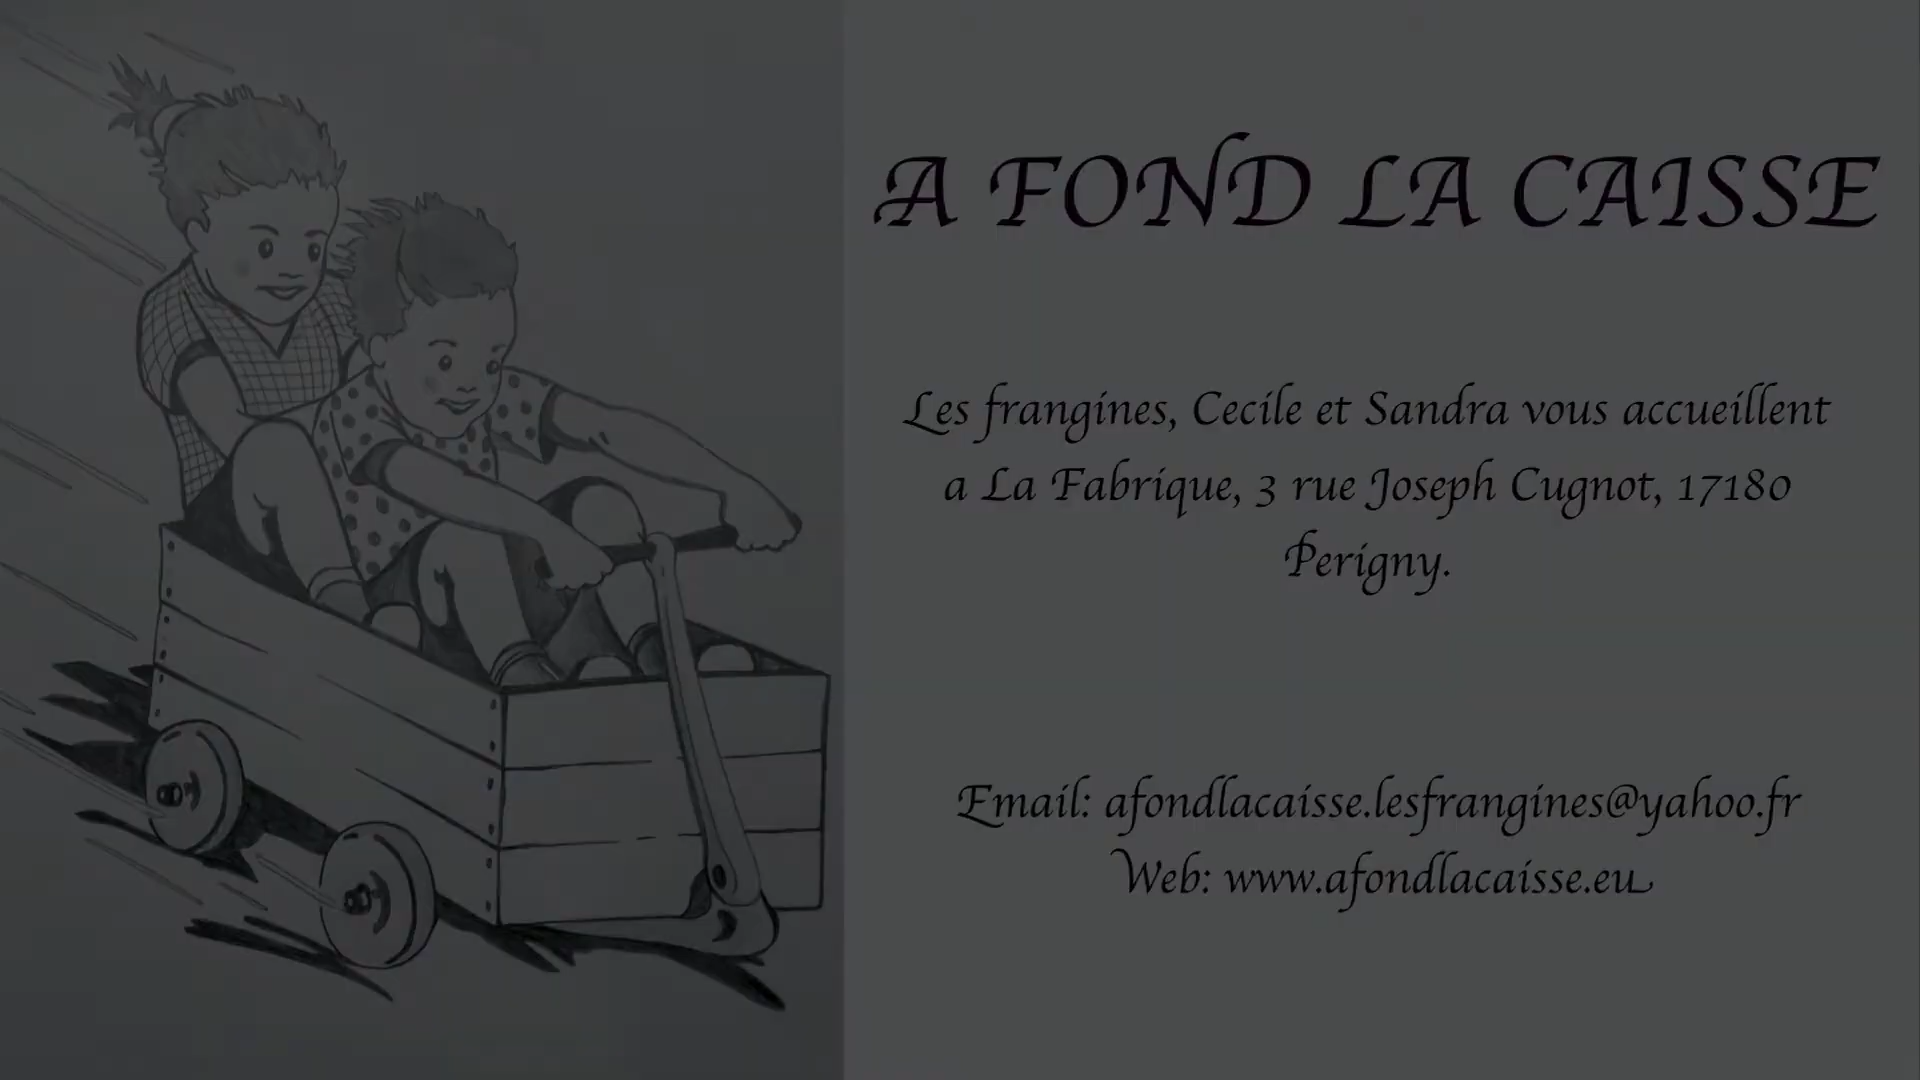 A FOND LA CAISSE
Les frangines, Cecile et Sandra vous accueillent
a La Fabrique, 3 rue Joseph Cugnot, 17180
Perigny.
Email: afondlacaisse.lesfrangines@yahoo.fr
Web: www.afondlacaisse.eu